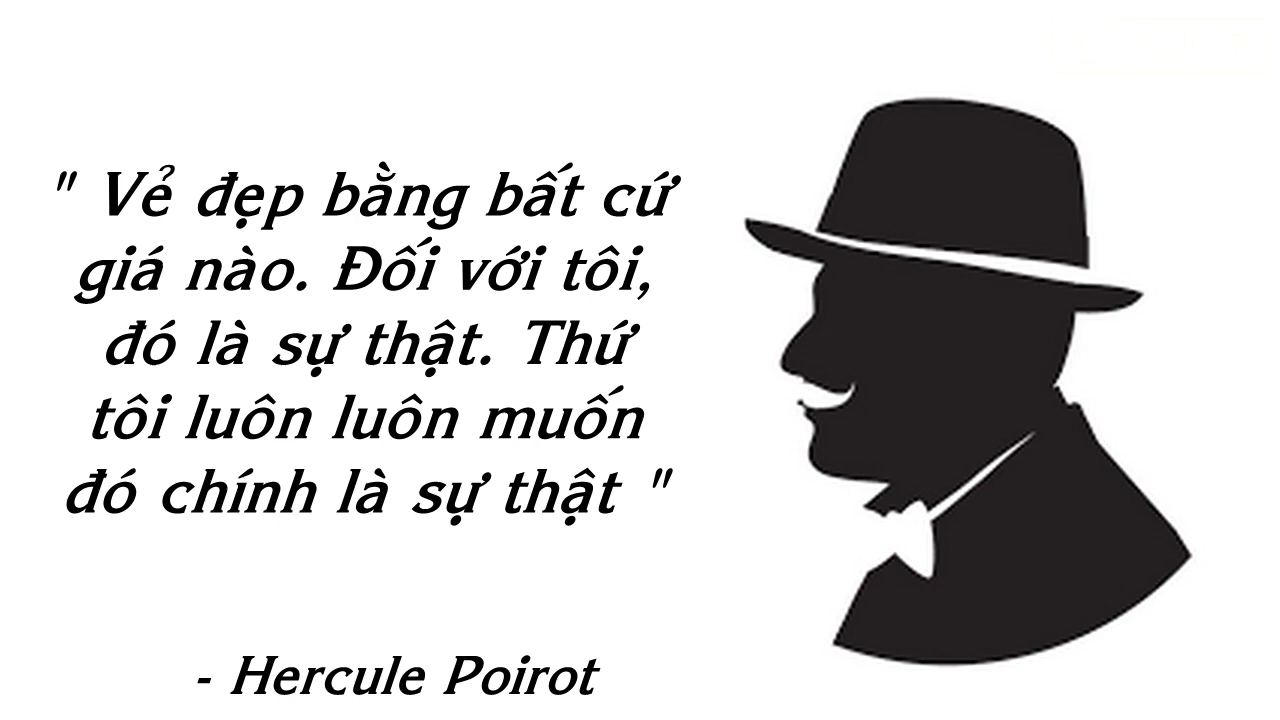 " Vẻ đẹp bằng bất cứ
giá nào. Đối với tôi,
đó là sự thật. Thứ
tôi luôn luôn muốn
đó chính là sự thật "
- Hercule Poirot